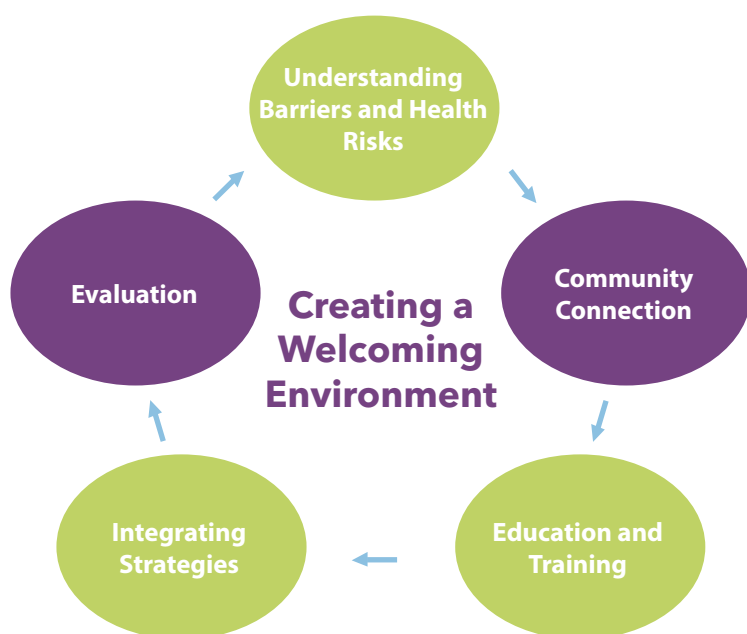 Understanding
Barriers and Health
Risks
Community
Connection
Education and
Training
Integrating
Strategies
Evaluation
Creating a
Welcoming
Environment